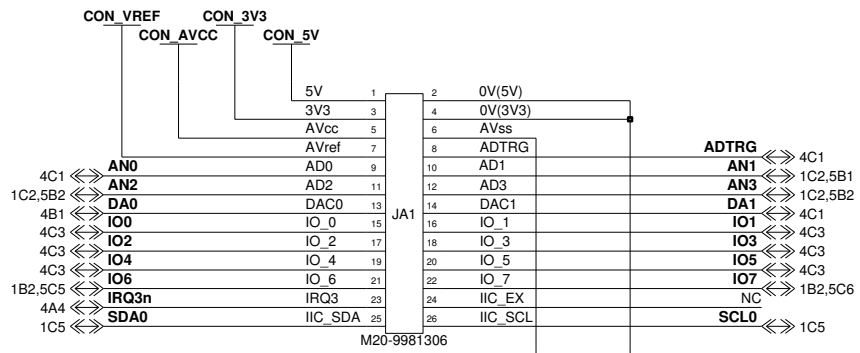 CON_VREF CON_3V3
CON_AVCC CON_5V
5V 1 2 0V(5V)
3V3 3 4 0V(3V3)
AVcc 5 6 AVss
AVref 7 8 ADTRG ADTRG 4C1
4C1 AN0 AD0 9 10 AD1 AN1 1C2,5B1
1C2,5B2 AN2 AD2 11 12 AD3 AN3 1C2,5B2
4B1 DA0 DAC0 13 14 DAC1 DA1 4C1
JA1
4C3 IO0 IO_0 15 16 IO_1 IO1 4C3
4C3 IO2 IO_2 17 18 IO_3 IO3 4C3
4C3 IO4 IO_4 19 20 IO_5 IO5 4C3
1B2,5C5 IO6 IO_6 21 22 IO_7 IO7 1B2,5C6
4A4 IRQ3n IRQ3 23 24 IIC_EX NC
1C5 SDA0 IIC_SDA 25 26 IIC_SCL SCL0 1C5
M20-9981306